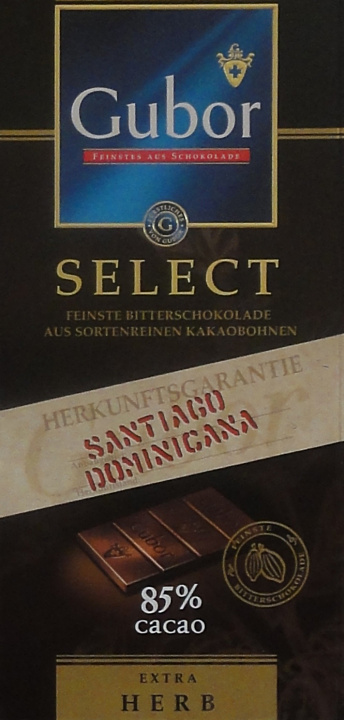 Gubor
FEINSTES AUS SCHOKOLADE
G
SELECT
FEINSTE BITTERSCHOKOLADE
AUS SORTENREINEN KAKAOBOHNEN
HERKUNFTSGARANTIE
SANTIAGO
DOMINICANA
Gubor
FEINSTE
BITTERSCHOKOLADE
85%
cacao
EXTRA
HERB